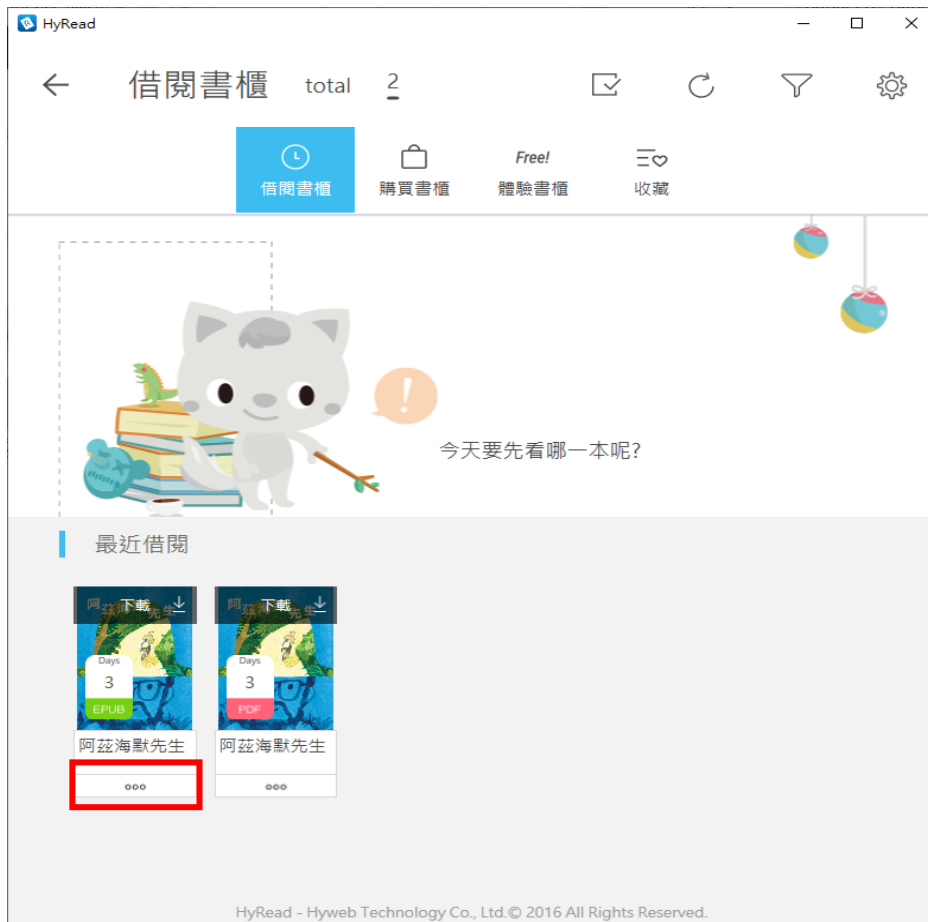 HyRead
借閱書櫃 total 2
借閱書櫃 購買書櫃 Free! 體驗書櫃 收藏
今天要先看哪一本呢?
最近借閱
下載 下載
Days Days
3 3
EPUB PDF
阿茲海默先生 阿茲海默先生
HyRead - Hyweb Technology Co., Ltd.© 2016 All Rights Reserved.